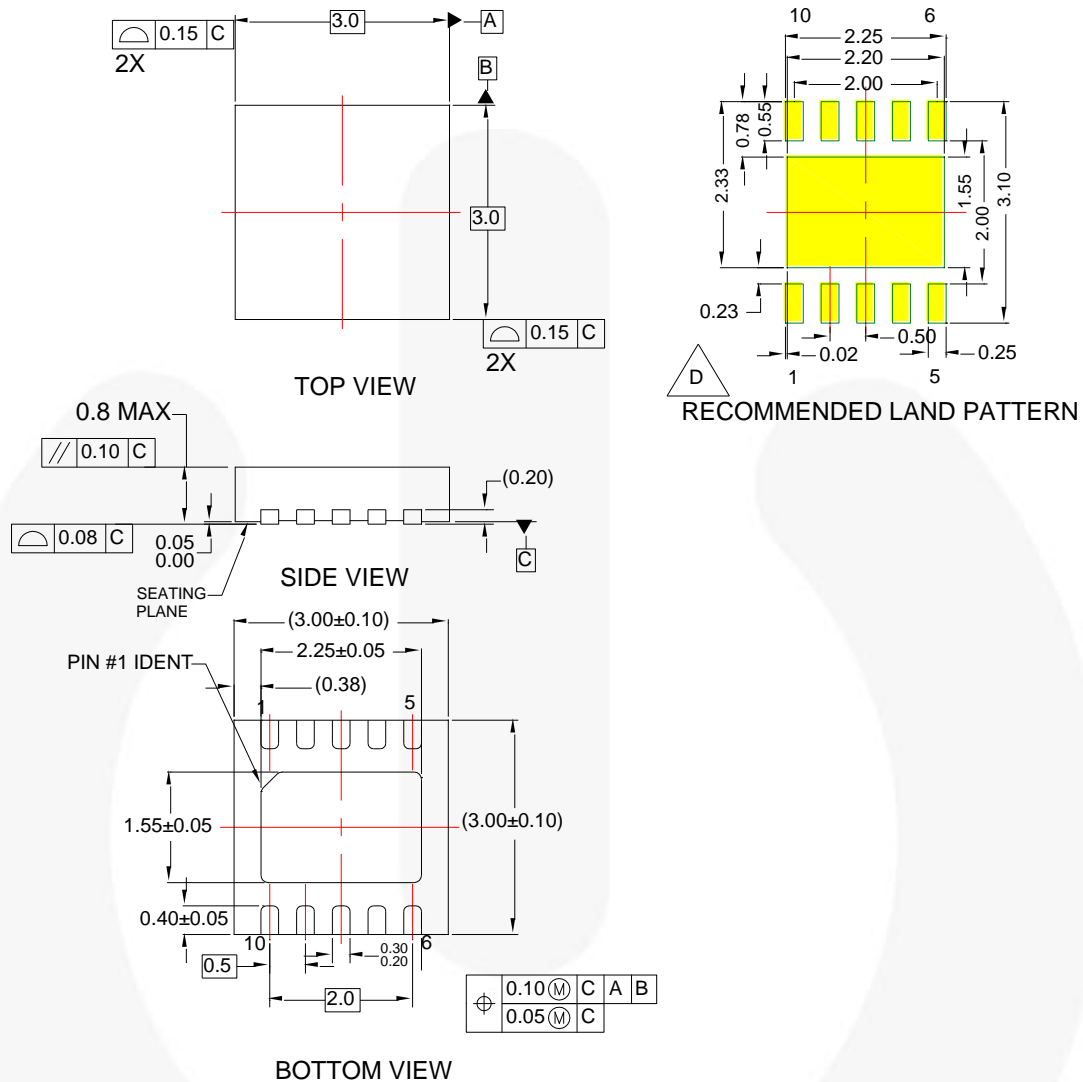 0.15 C
2X
3.0
A
B
3.0
0.15 C
2X
TOP VIEW
10 6
2.25
2.20
2.00
0.78
0.55
2.33
1.55
2.00
3.10
0.23
0.50
0.02
0.25
D
1 5
RECOMMENDED LAND PATTERN
0.8 MAX
// 0.10 C
(0.20)
0.08 C
0.05
0.00
C
SEATING
PLANE
SIDE VIEW
(3.00±0.10)
2.25±0.05
PIN #1 IDENT
(0.38)
1 5
1.55±0.05
(3.00±0.10)
0.40±0.05
10 6
0.30
0.20
0.5
2.0
0.10 Ⓜ C A B
0.05 Ⓜ C
BOTTOM VIEW